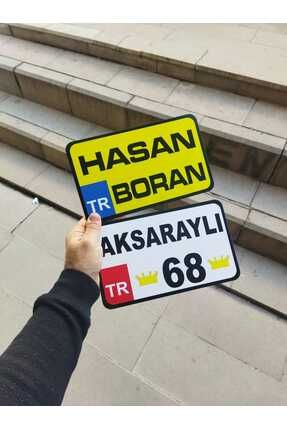 HASAN
TR BORAN
AKSARAYLI
TR 68